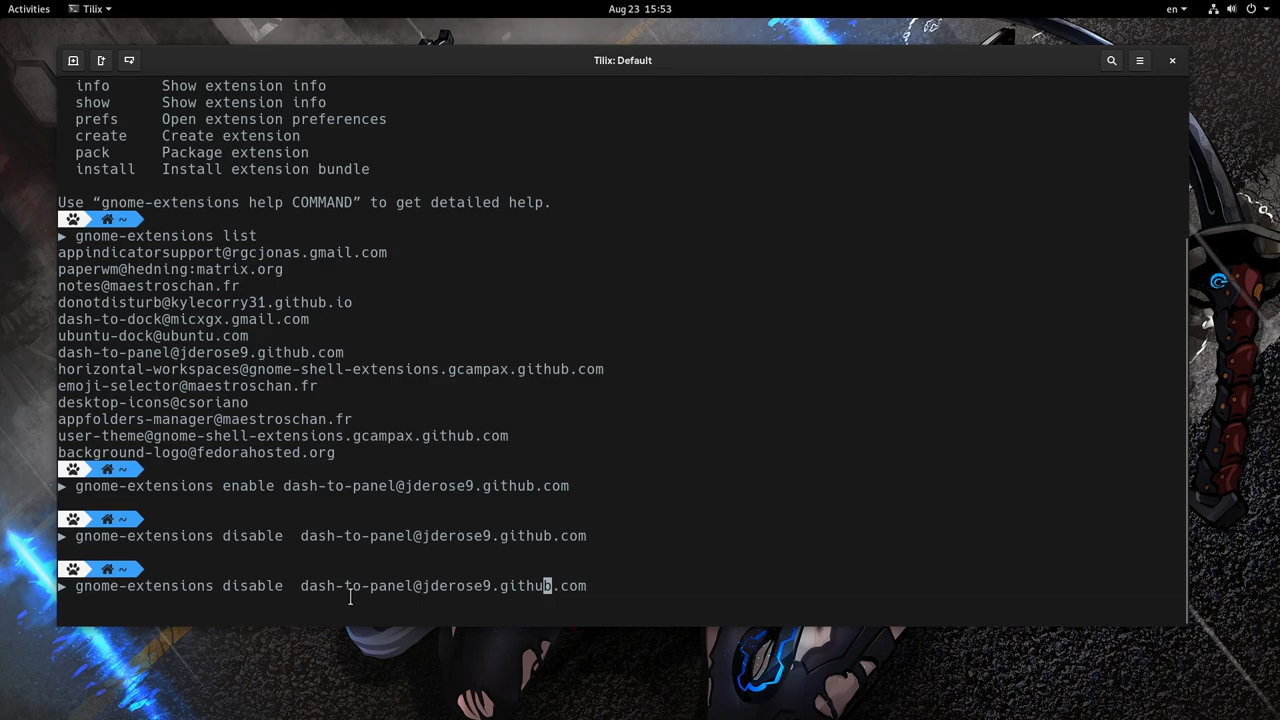 Activities Tilix Aug 23 15:53 en
Tilix: Default
info Show extension info
show Show extension info
prefs Open extension preferences
create Create extension
pack Package extension
install Install extension bundle
Use “gnome-extensions help COMMAND” to get detailed help.
~
▶ gnome-extensions list
appindicatorsupport@rgcjonas.gmail.com
paperwm@hedning:matrix.org
notes@maestroschan.fr
donotdisturb@kylecorry31.github.io
dash-to-dock@micxgx.gmail.com
ubuntu-dock@ubuntu.com
dash-to-panel@jderose9.github.com
horizontal-workspaces@gnome-shell-extensions.gcampax.github.com
emoji-selector@maestroschan.fr
desktop-icons@csoriano
appfolders-manager@maestroschan.fr
user-theme@gnome-shell-extensions.gcampax.github.com
background-logo@fedorahosted.org
~
▶ gnome-extensions enable dash-to-panel@jderose9.github.com
~
▶ gnome-extensions disable  dash-to-panel@jderose9.github.com
~
▶ gnome-extensions disable  dash-to-panel@jderose9.github.com